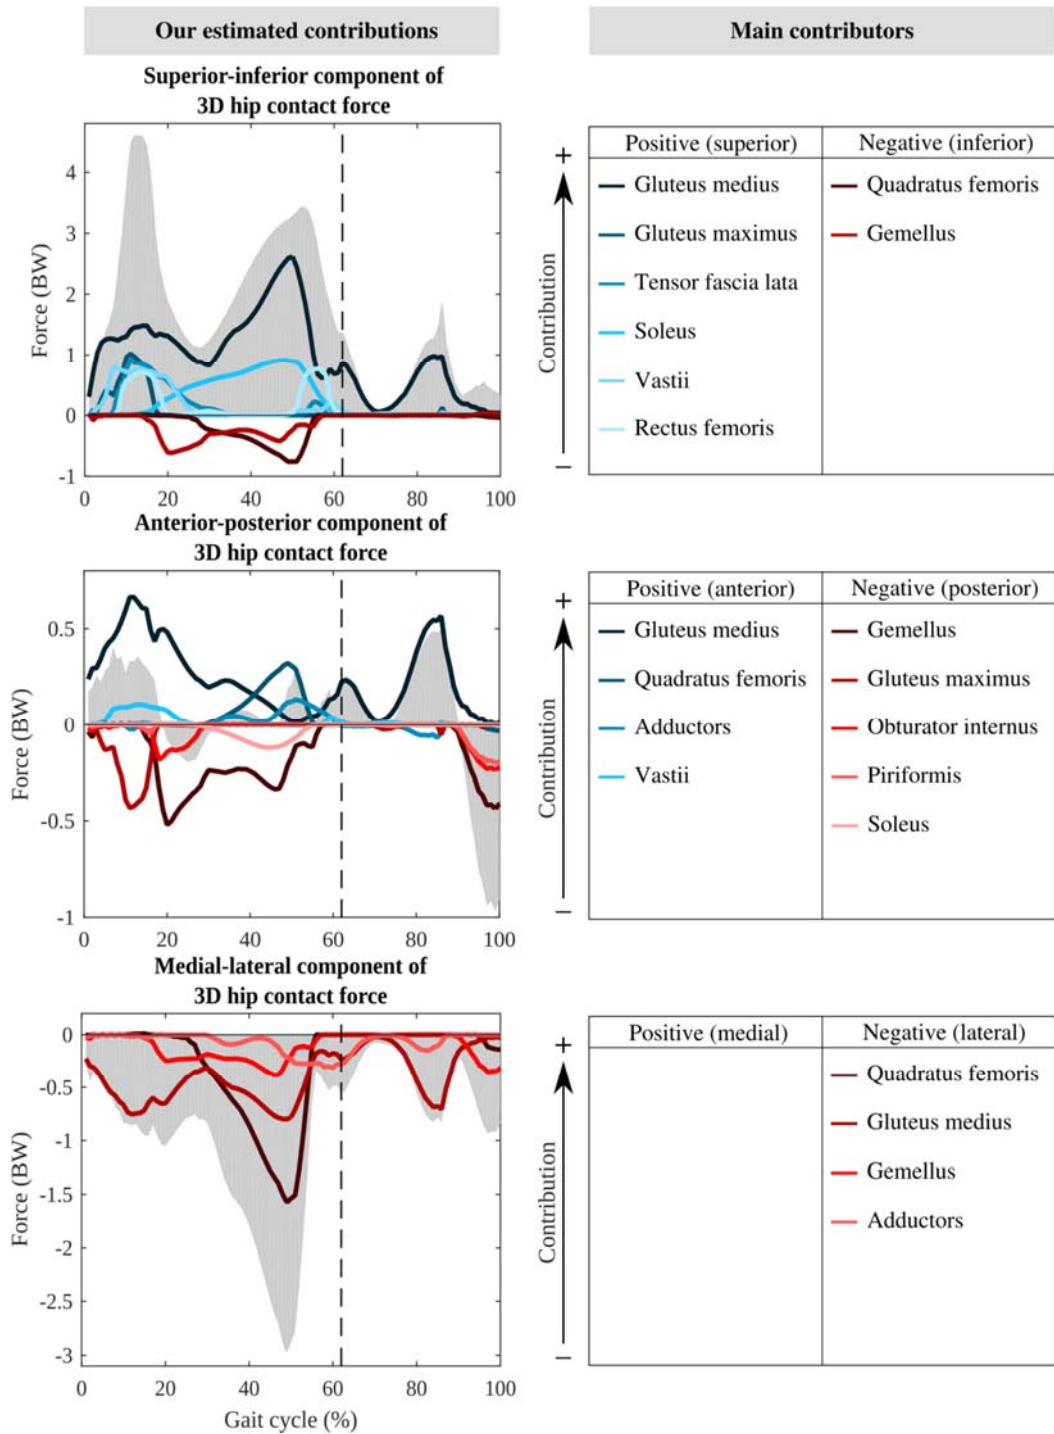 Our estimated contributions
Main contributors
Superior-inferior component of
3D hip contact force
Force (BW)
4
3
2
1
0
-1
0
20
40
60
80
100
+
Contribution
–
Positive (superior)
Negative (inferior)
Gluteus medius
Quadratus femoris
Gluteus maximus
Gemellus
Tensor fascia lata
Soleus
Vastii
Rectus femoris
Anterior-posterior component of
3D hip contact force
Force (BW)
0.5
0
-0.5
-1
0
20
40
60
80
100
+
Contribution
–
Positive (anterior)
Negative (posterior)
Gluteus medius
Gemellus
Quadratus femoris
Gluteus maximus
Adductors
Obturator internus
Vastii
Piriformis
Soleus
Medial-lateral component of
3D hip contact force
Force (BW)
0
-0.5
-1
-1.5
-2
-2.5
-3
0
20
40
60
80
100
Gait cycle (%)
+
Contribution
–
Positive (medial)
Negative (lateral)
Quadratus femoris
Gluteus medius
Gemellus
Adductors